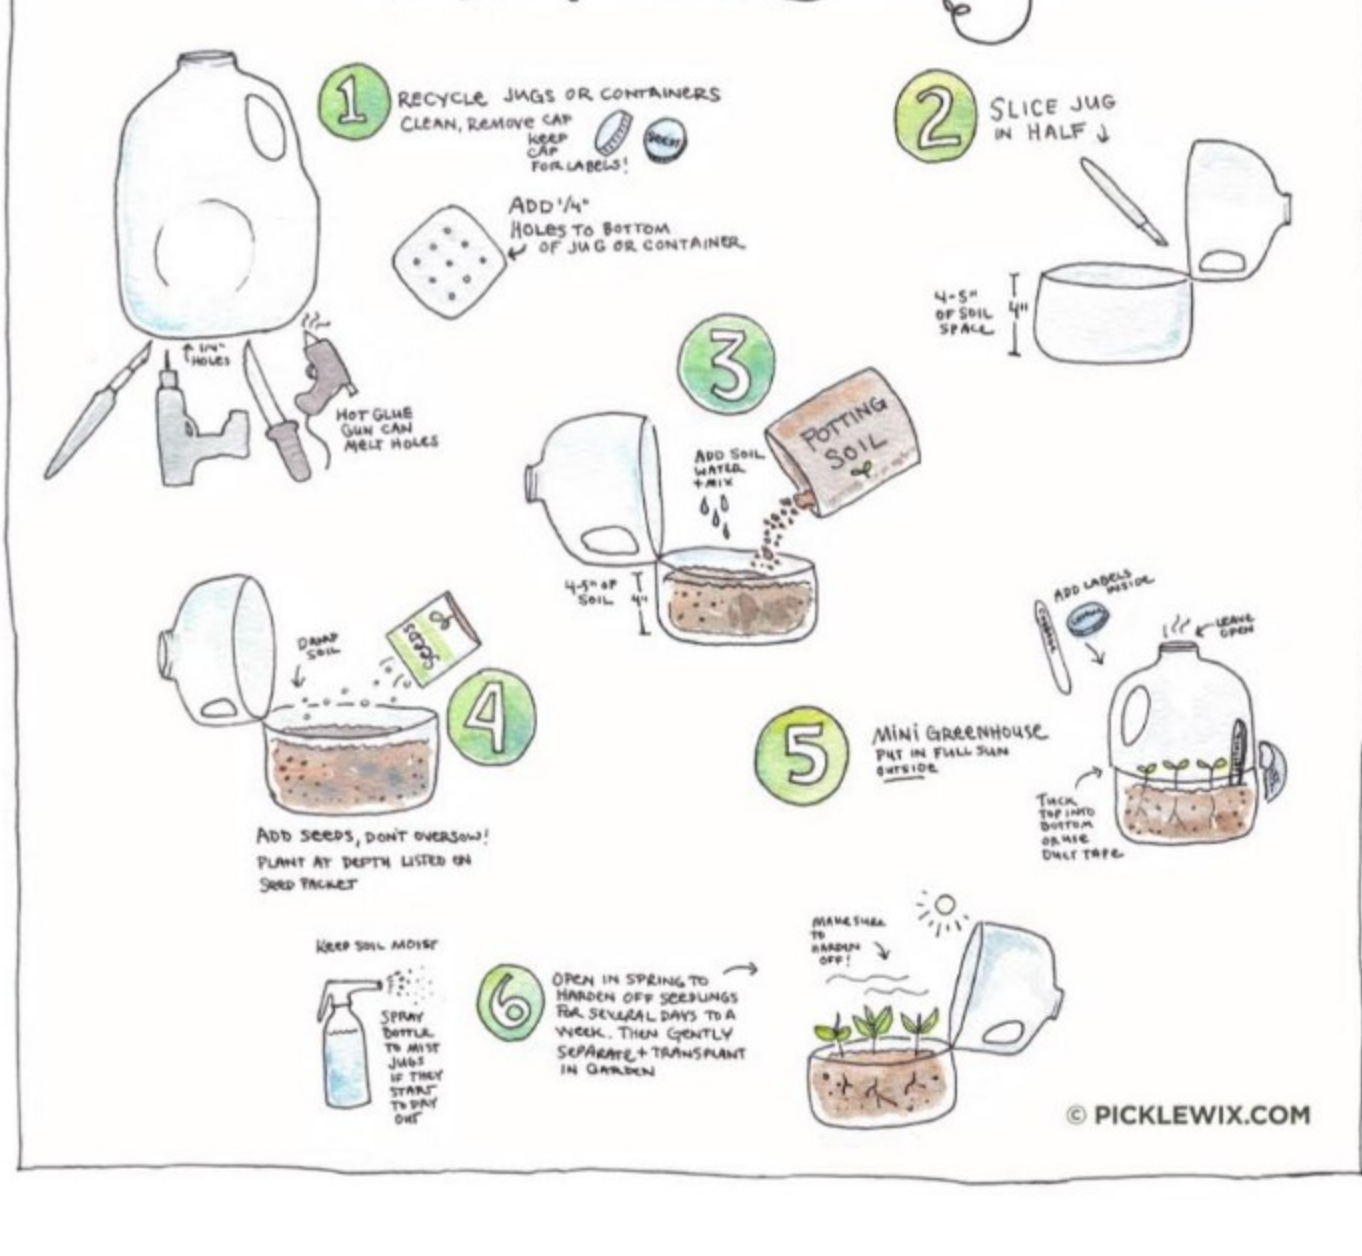 1
RECYCLE JUGS OR CONTAINERS
CLEAN, REMOVE CAP
KEEP
CAP
FOR LABELS!
ADD 1/4"
HOLES TO BOTTOM
OF JUG OR CONTAINER
1/4"
HOLES
HOT GLUE
GUN CAN
MELT HOLES
2
SLICE JUG
IN HALF
4-5"
OF SOIL
SPACE
4"
3
ADD SOIL
WATER
+ MIX
POTTING
SOIL
4-5" OF
SOIL
4"
4
DAMP
SOIL
SEEDS
ADD SEEDS, DON'T OVERSOW!
PLANT AT DEPTH LISTED ON
SEED PACKET
5
MINI GREENHOUSE
PUT IN FULL SUN
OUTSIDE
ADD LABELS
INSIDE
LEAVE
OPEN
TUCK
TOP INTO
BOTTOM
OR USE
DUCT TAPE
KEEP SOIL MOIST
SPRAY
BOTTLE
TO MIST
JUGS
IF THEY
START
TO DRY
OUT
6
OPEN IN SPRING TO
HARDEN OFF SEEDLINGS
FOR SEVERAL DAYS TO A
WEEK. THEN GENTLY
SEPARATE + TRANSPLANT
IN GARDEN
MAKE SURE
TO
HARDEN
OFF!
© PICKLEWIX.COM